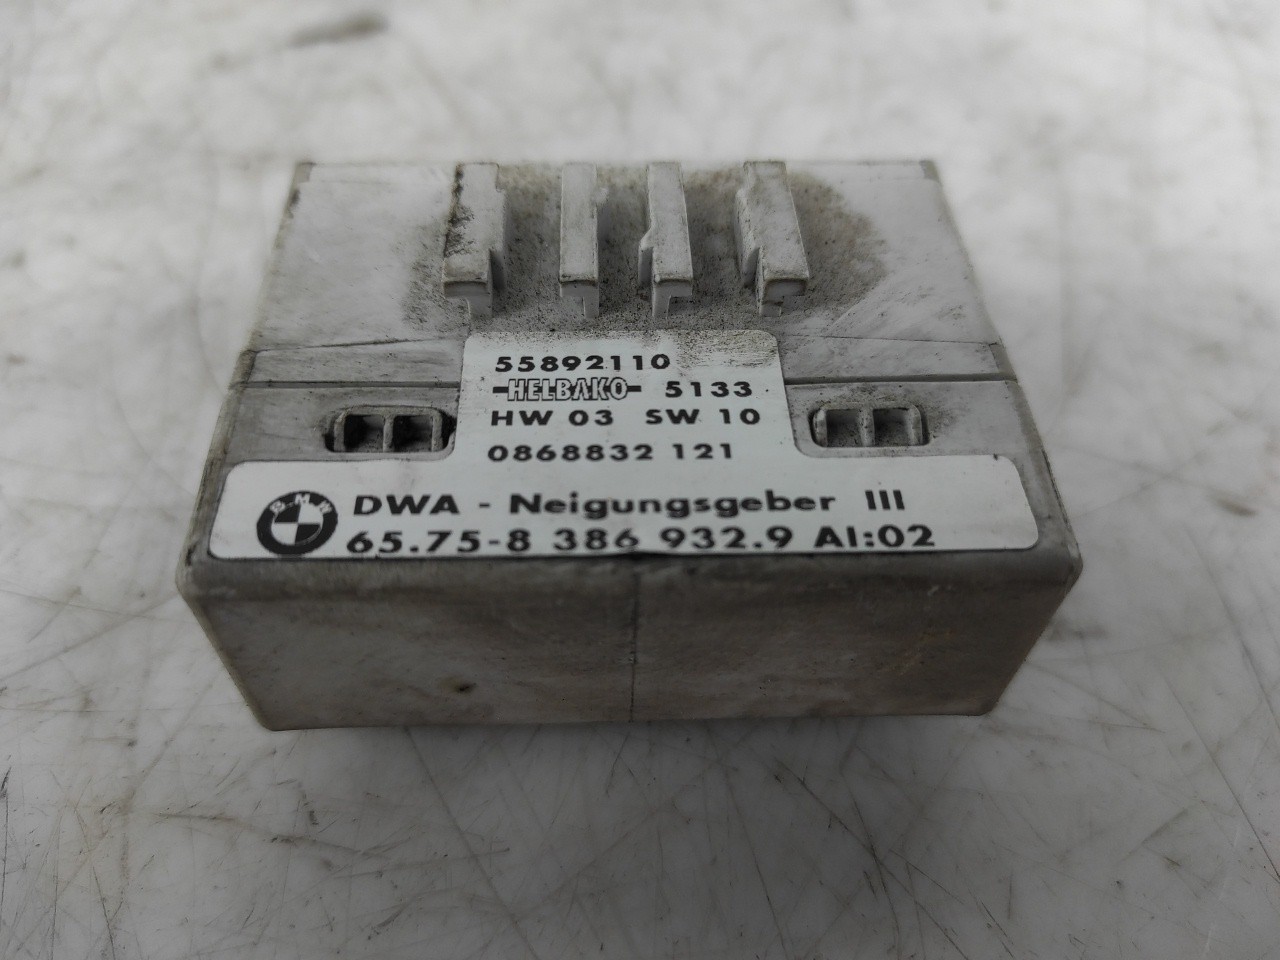 55892110
HELBAKO 5133
HW 03 SW 10
0868832 121
BMW
DWA - Neigungsgeber III
65.75-8 386 932.9 AI:02